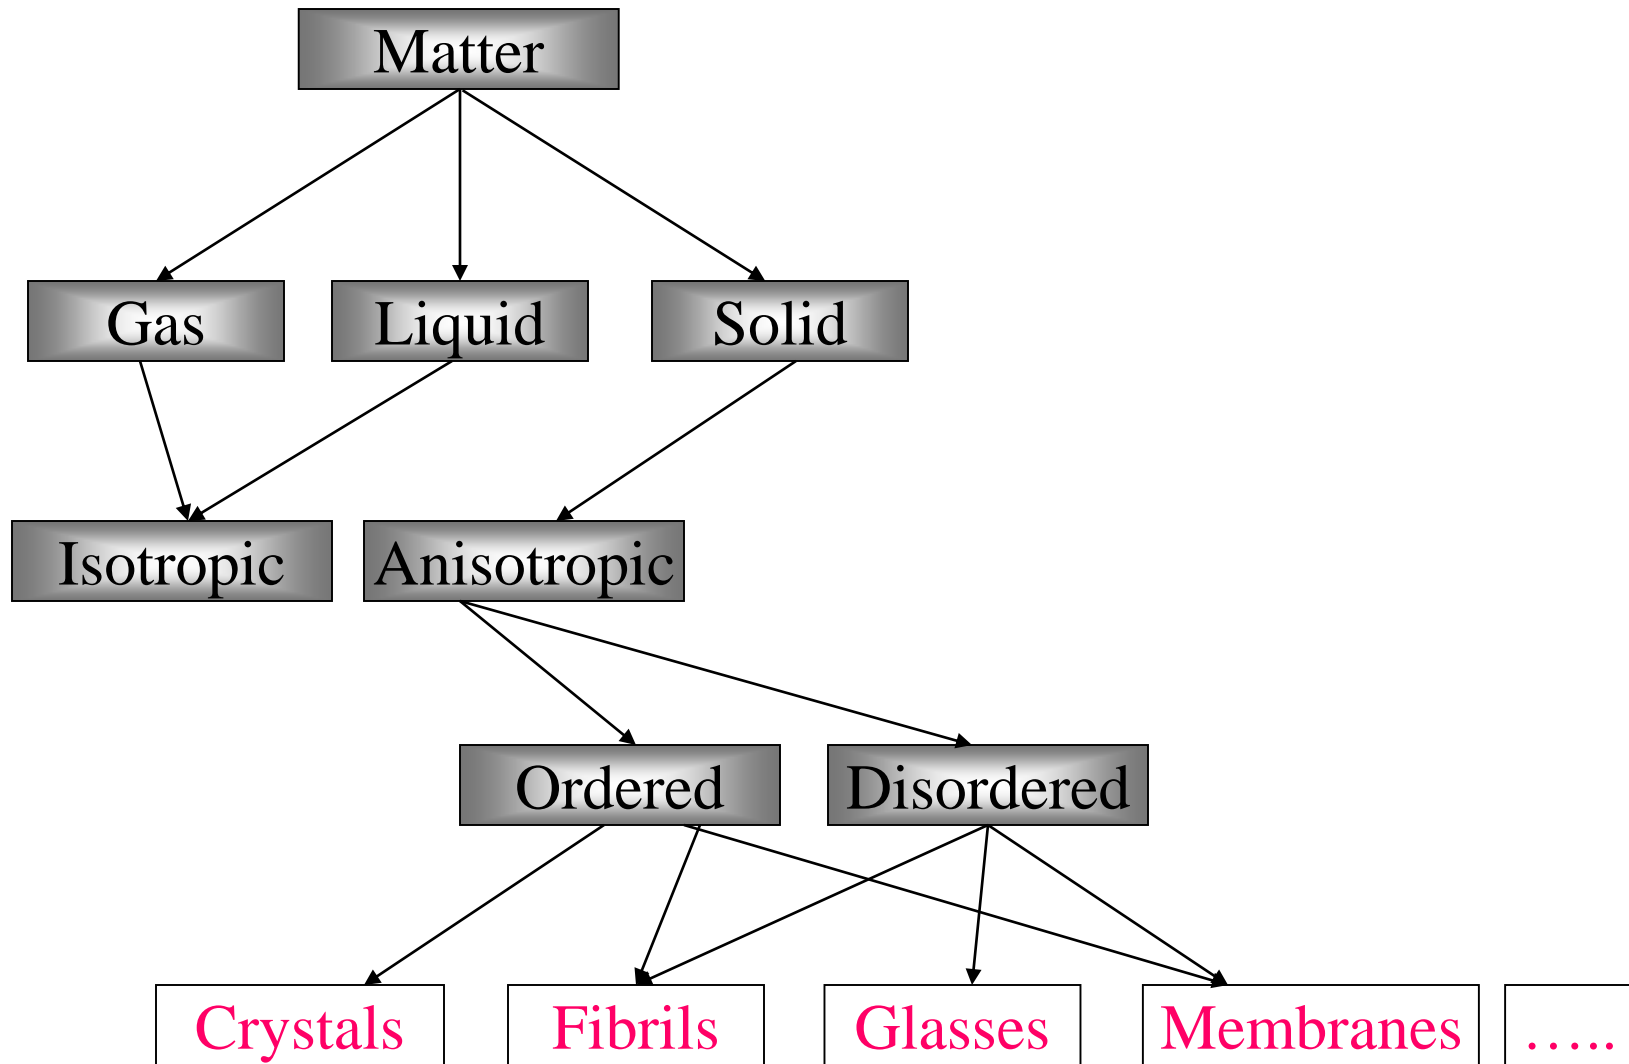 Matter
Gas Liquid Solid
Isotropic Anisotropic
Ordered Disordered
Crystals Fibrils Glasses Membranes …..